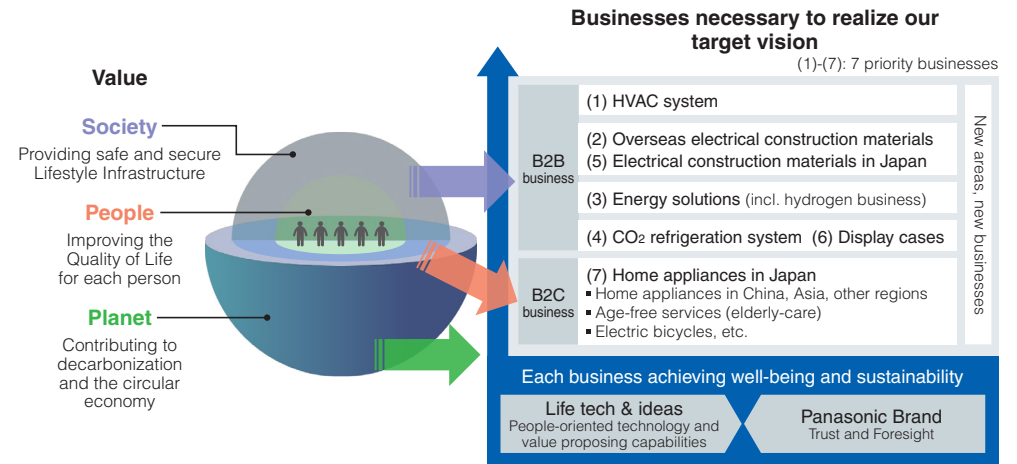 Businesses necessary to realize our
target vision
(1)-(7): 7 priority businesses
Value
Society
Providing safe and secure
Lifestyle Infrastructure
People
Improving the
Quality of Life
for each person
Planet
Contributing to
decarbonization
and the circular
economy
B2B
business
(1) HVAC system
(2) Overseas electrical construction materials
(5) Electrical construction materials in Japan
(3) Energy solutions (incl. hydrogen business)
(4) CO2 refrigeration system (6) Display cases
B2C
business
(7) Home appliances in Japan
▪ Home appliances in China, Asia, other regions
▪ Age-free services (elderly-care)
▪ Electric bicycles, etc.
New areas, new businesses
Each business achieving well-being and sustainability
Life tech & ideas
People-oriented technology and
value proposing capabilities
Panasonic Brand
Trust and Foresight